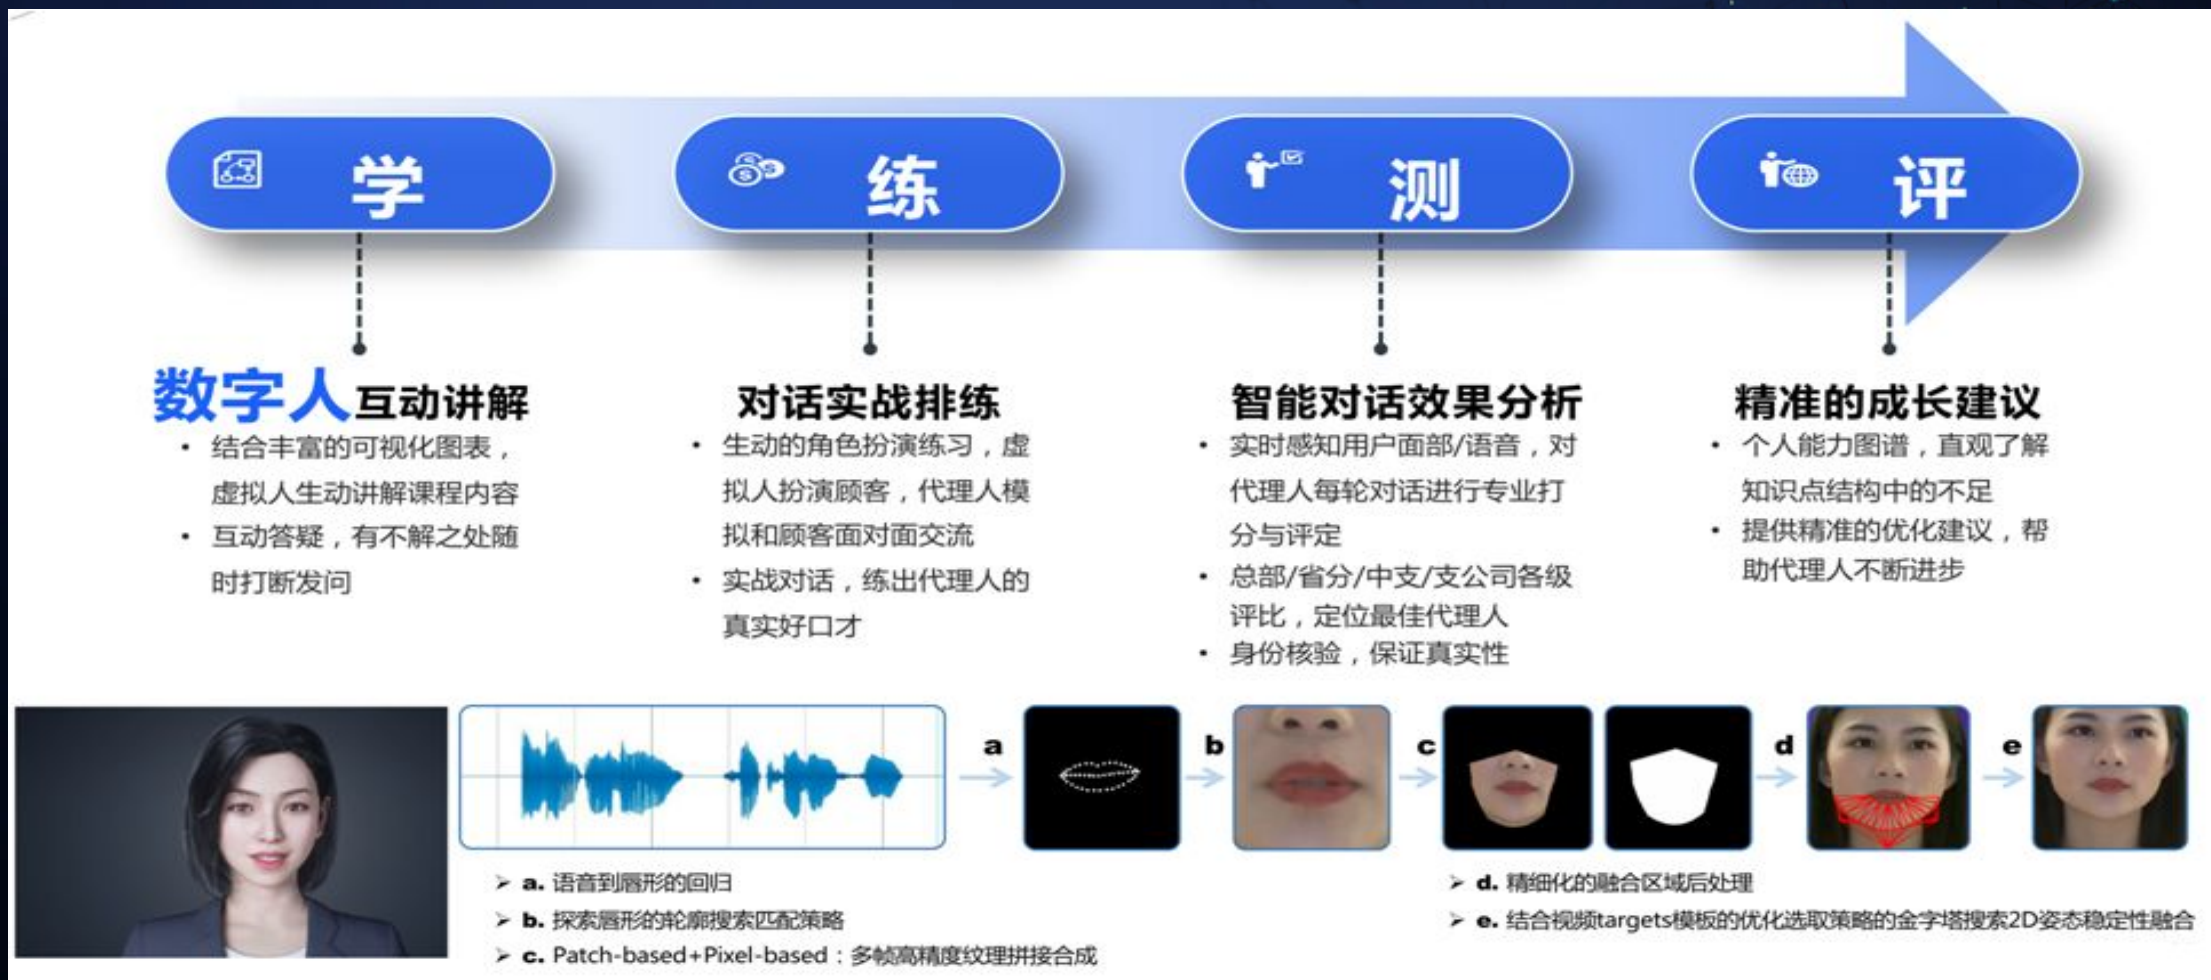 学
练
测
评
数字人互动讲解
• 结合丰富的可视化图表，
虚拟人生动讲解课程内容
• 互动答疑，有不解之处随
时打断发问
对话实战排练
• 生动的角色扮演练习，虚
拟人扮演顾客，代理人模
拟和顾客面对面交流
• 实战对话，练出代理人的
真实好口才
智能对话效果分析
• 实时感知用户面部/语音，对
代理人每轮对话进行专业打
分与评定
• 总部/省分/中支/支公司各级
评比，定位最佳代理人
• 身份核验，保证真实性
精准的成长建议
• 个人能力图谱，直观了解
知识点结构中的不足
• 提供精准的优化建议，帮
助代理人不断进步
a
b
c
d
e
➢ a. 语音到唇形的回归
➢ b. 探索唇形的轮廓搜索匹配策略
➢ c. Patch-based+Pixel-based：多帧高精度纹理拼接合成
➢ d. 精细化的融合区域后处理
➢ e. 结合视频targets模板的优化选取策略的金字塔搜索2D姿态稳定性融合